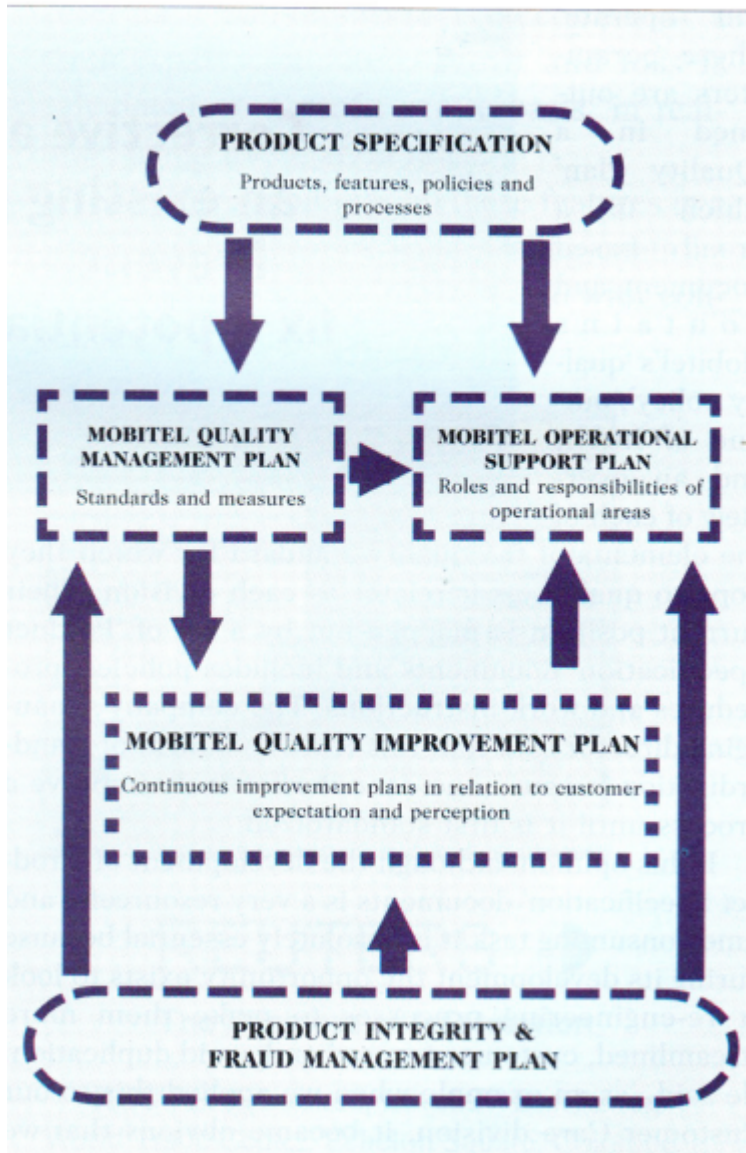 PRODUCT SPECIFICATION
Products, features, policies and
processes
MOBITEL QUALITY
MANAGEMENT PLAN
Standards and measures
MOBITEL OPERATIONAL
SUPPORT PLAN
Roles and responsibilities of
operational areas
MOBITEL QUALITY IMPROVEMENT PLAN
Continuous improvement plans in relation to customer
expectation and perception
PRODUCT INTEGRITY &
FRAUD MANAGEMENT PLAN